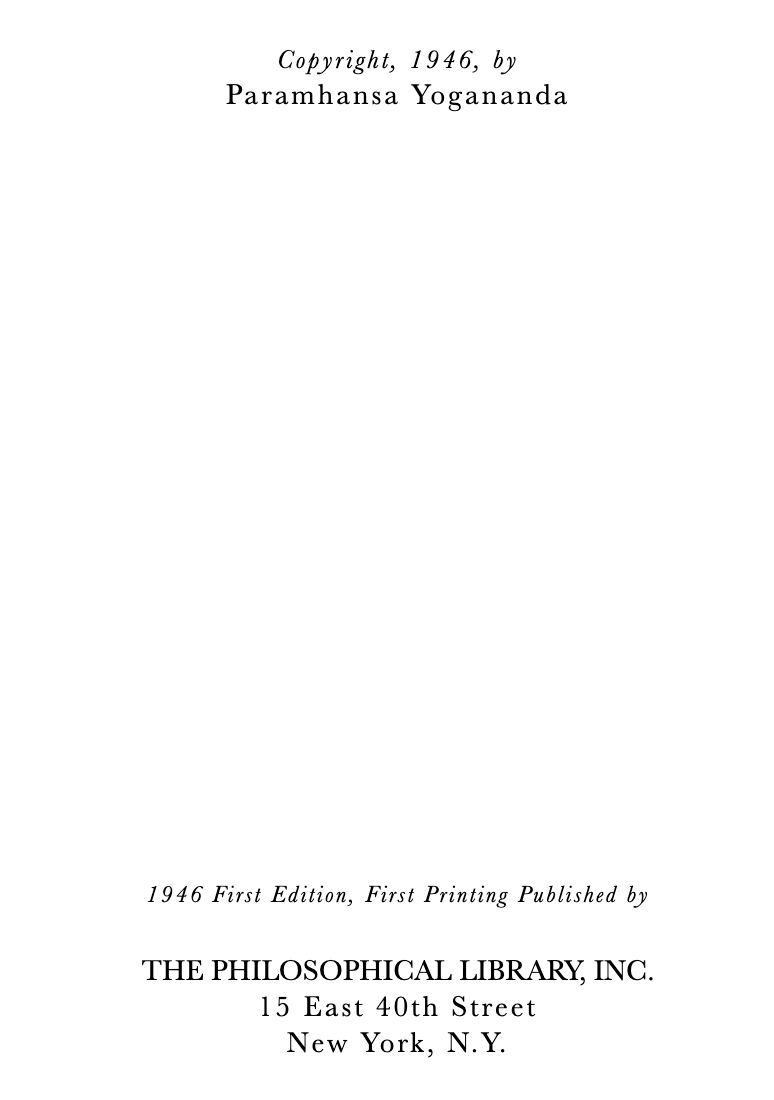 Copyright, 1946, by
Paramhansa Yogananda
1946 First Edition, First Printing Published by
THE PHILOSOPHICAL LIBRARY, INC.
15 East 40th Street
New York, N.Y.